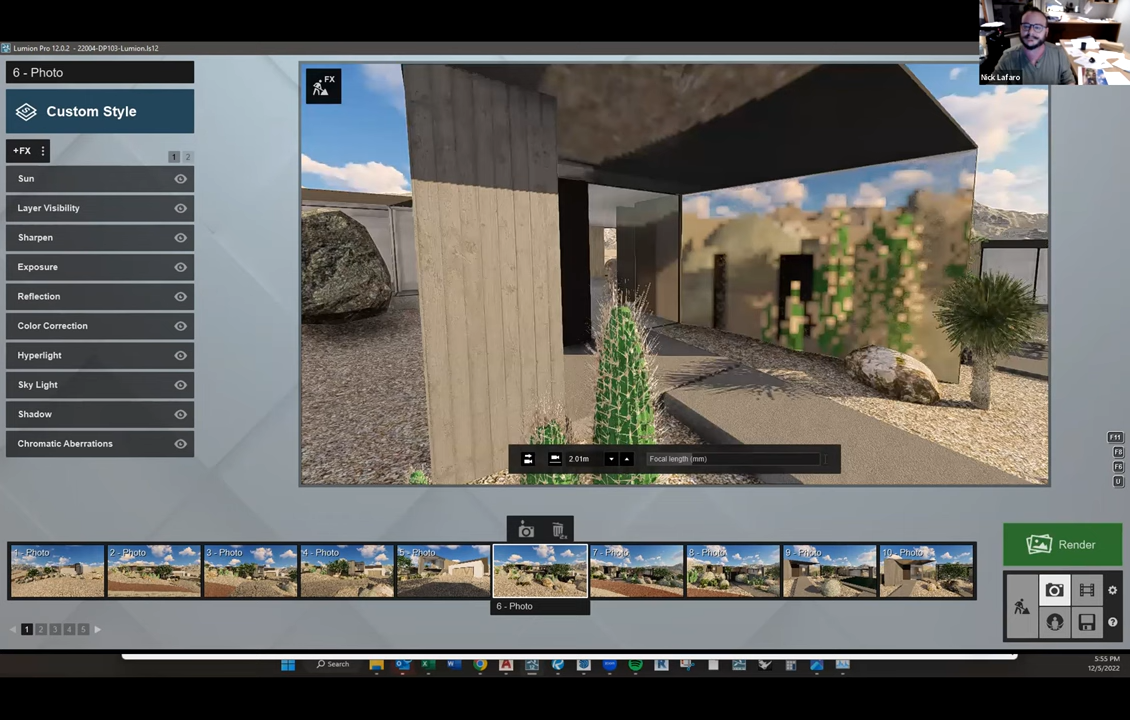 Lumion Pro 12.0.2 - 22004-DP103-Lumion.ls12
Nick Lafaro
6 - Photo
FX
Custom Style
+FX
1 2
Sun
Layer Visibility
Sharpen
Exposure
Reflection
Color Correction
Hyperlight
Sky Light
Shadow
Chromatic Aberrations
2.01m
Focal length (mm)
F11
F8
F6
U
1 - Photo
2 - Photo
3 - Photo
4 - Photo
5 - Photo
7 - Photo
8 - Photo
9 - Photo
10 - Photo
6 - Photo
Render
1 2 3 4 5
Search
5:55 PM
12/5/2022